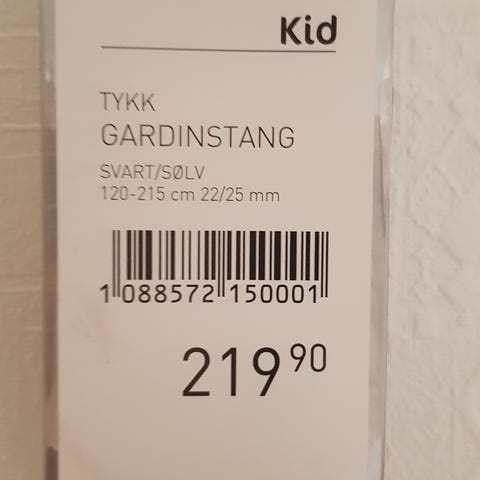 Kid
TYKK
GARDINSTANG
SVART/SØLV
120-215 cm 22/25 mm
1 088572 150001
219 90